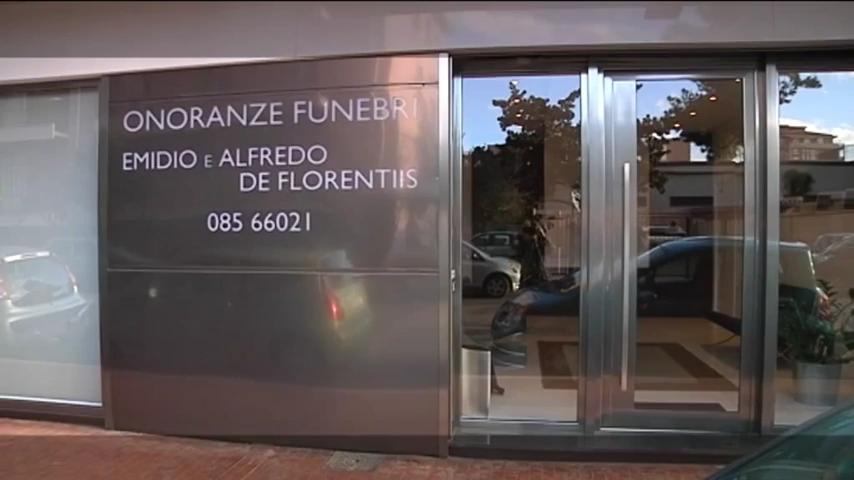 ONORANZE FUNEBRI
EMIDIO E ALFREDO
DE FLORENTIIS
085 66021